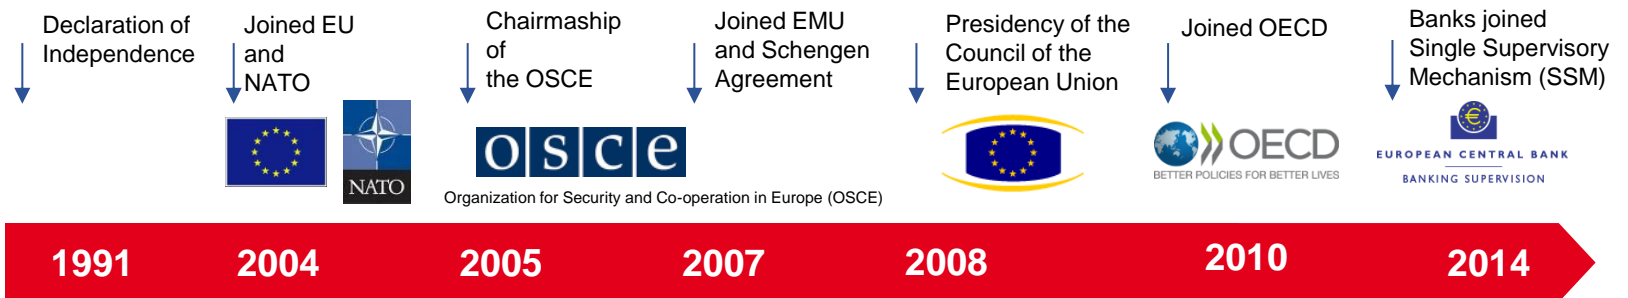 Declaration of
Independence
Joined EU
and
NATO
Chairmaship
of
the OSCE
Joined EMU
and Schengen
Agreement
Presidency of the
Council of the
European Union
Joined OECD
Banks joined
Single Supervisory
Mechanism (SSM)
NATO
osce
Organization for Security and Co-operation in Europe (OSCE)
OECD
BETTER POLICIES FOR BETTER LIVES
€
EUROPEAN CENTRAL BANK
BANKING SUPERVISION
1991
2004
2005
2007
2008
2010
2014